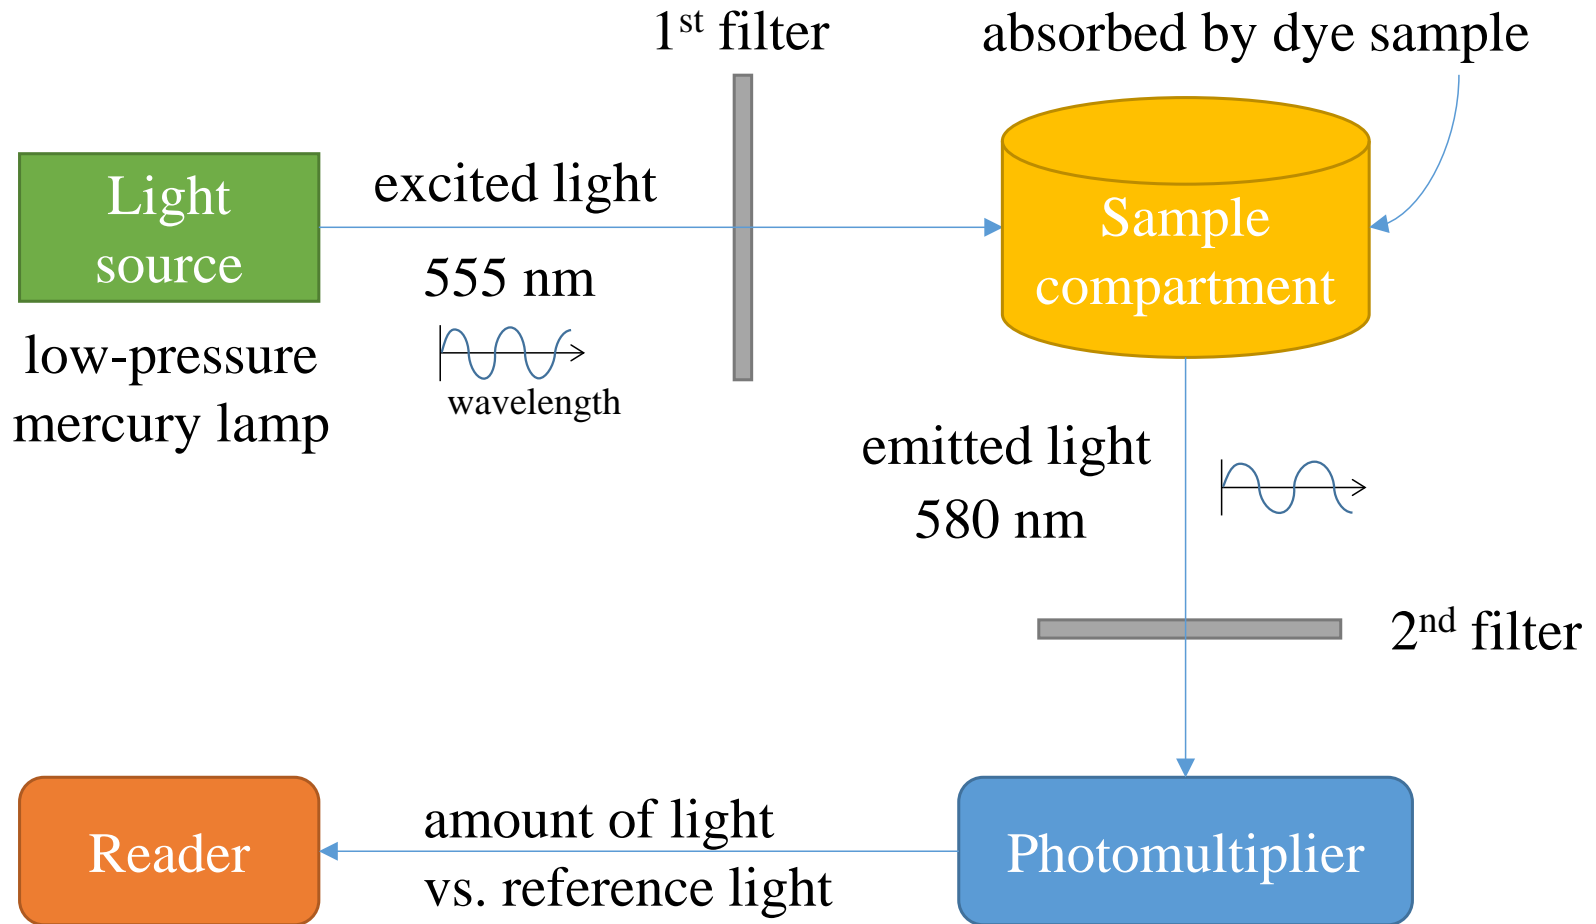 1st filter
absorbed by dye sample
Light
source
excited light
555 nm
wavelength
low-pressure
mercury lamp
Sample
compartment
emitted light
580 nm
2nd filter
Photomultiplier
amount of light
vs. reference light
Reader